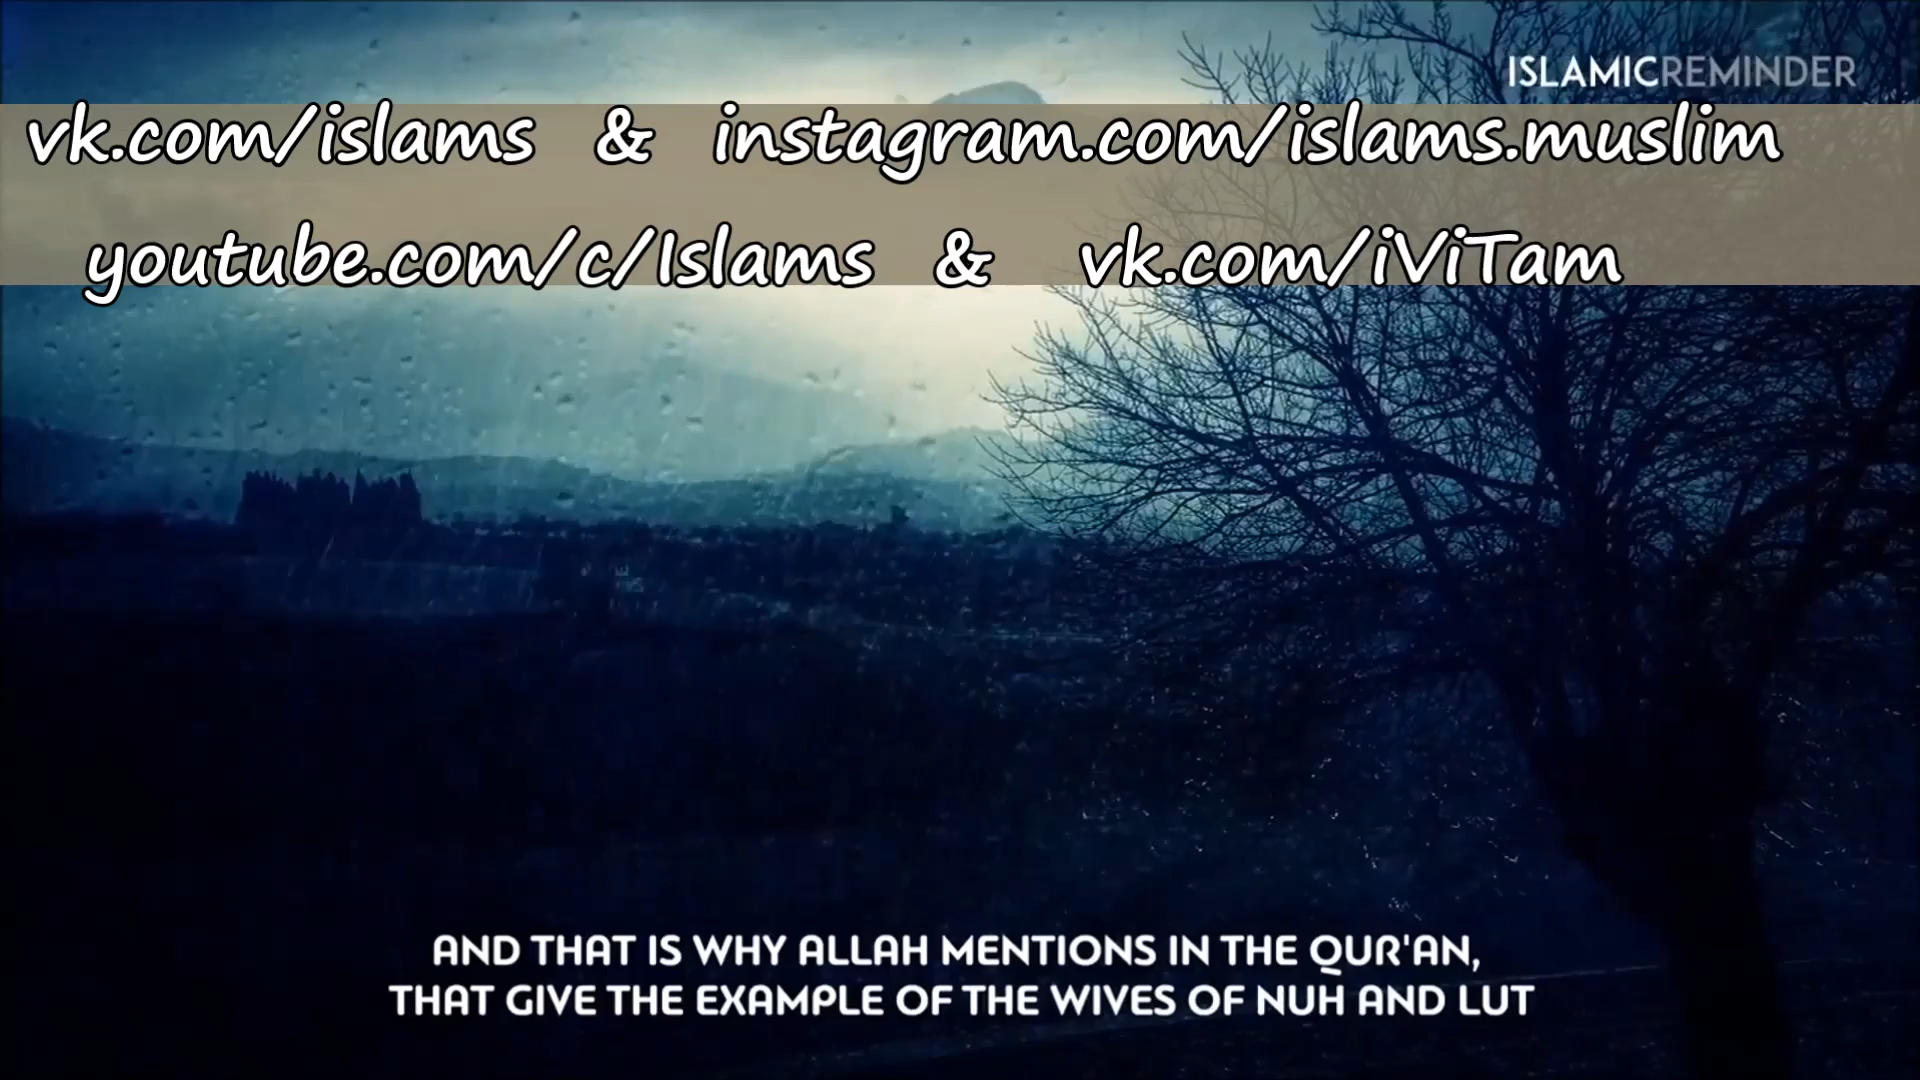 ISLAMICREMINDER
vk.com/islams & instagram.com/islams.muslim
youtube.com/c/Islams & vk.com/iViTam
AND THAT IS WHY ALLAH MENTIONS IN THE QUR'AN,
THAT GIVE THE EXAMPLE OF THE WIVES OF NUH AND LUT